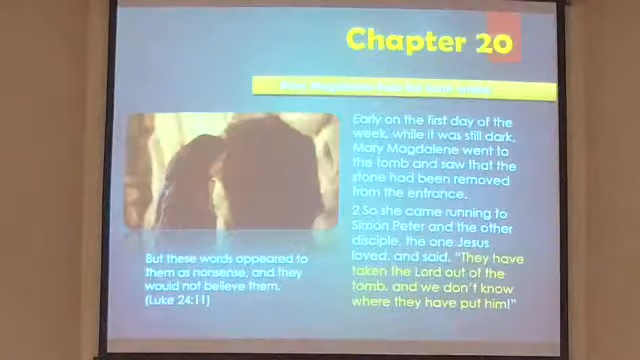 Chapter 20
Early on the first day of the
week, while it was still dark,
Mary Magdalene went to
the tomb and saw that the
stone had been removed
from the entrance.
2 So she came running to
Simon Peter and the other
disciple, the one Jesus
loved, and said, "They have
taken the Lord out of the
tomb, and we don't know
where they have put him!"
But these words appeared to
them as nonsense, and they
would not believe them.
(Luke 24:11)